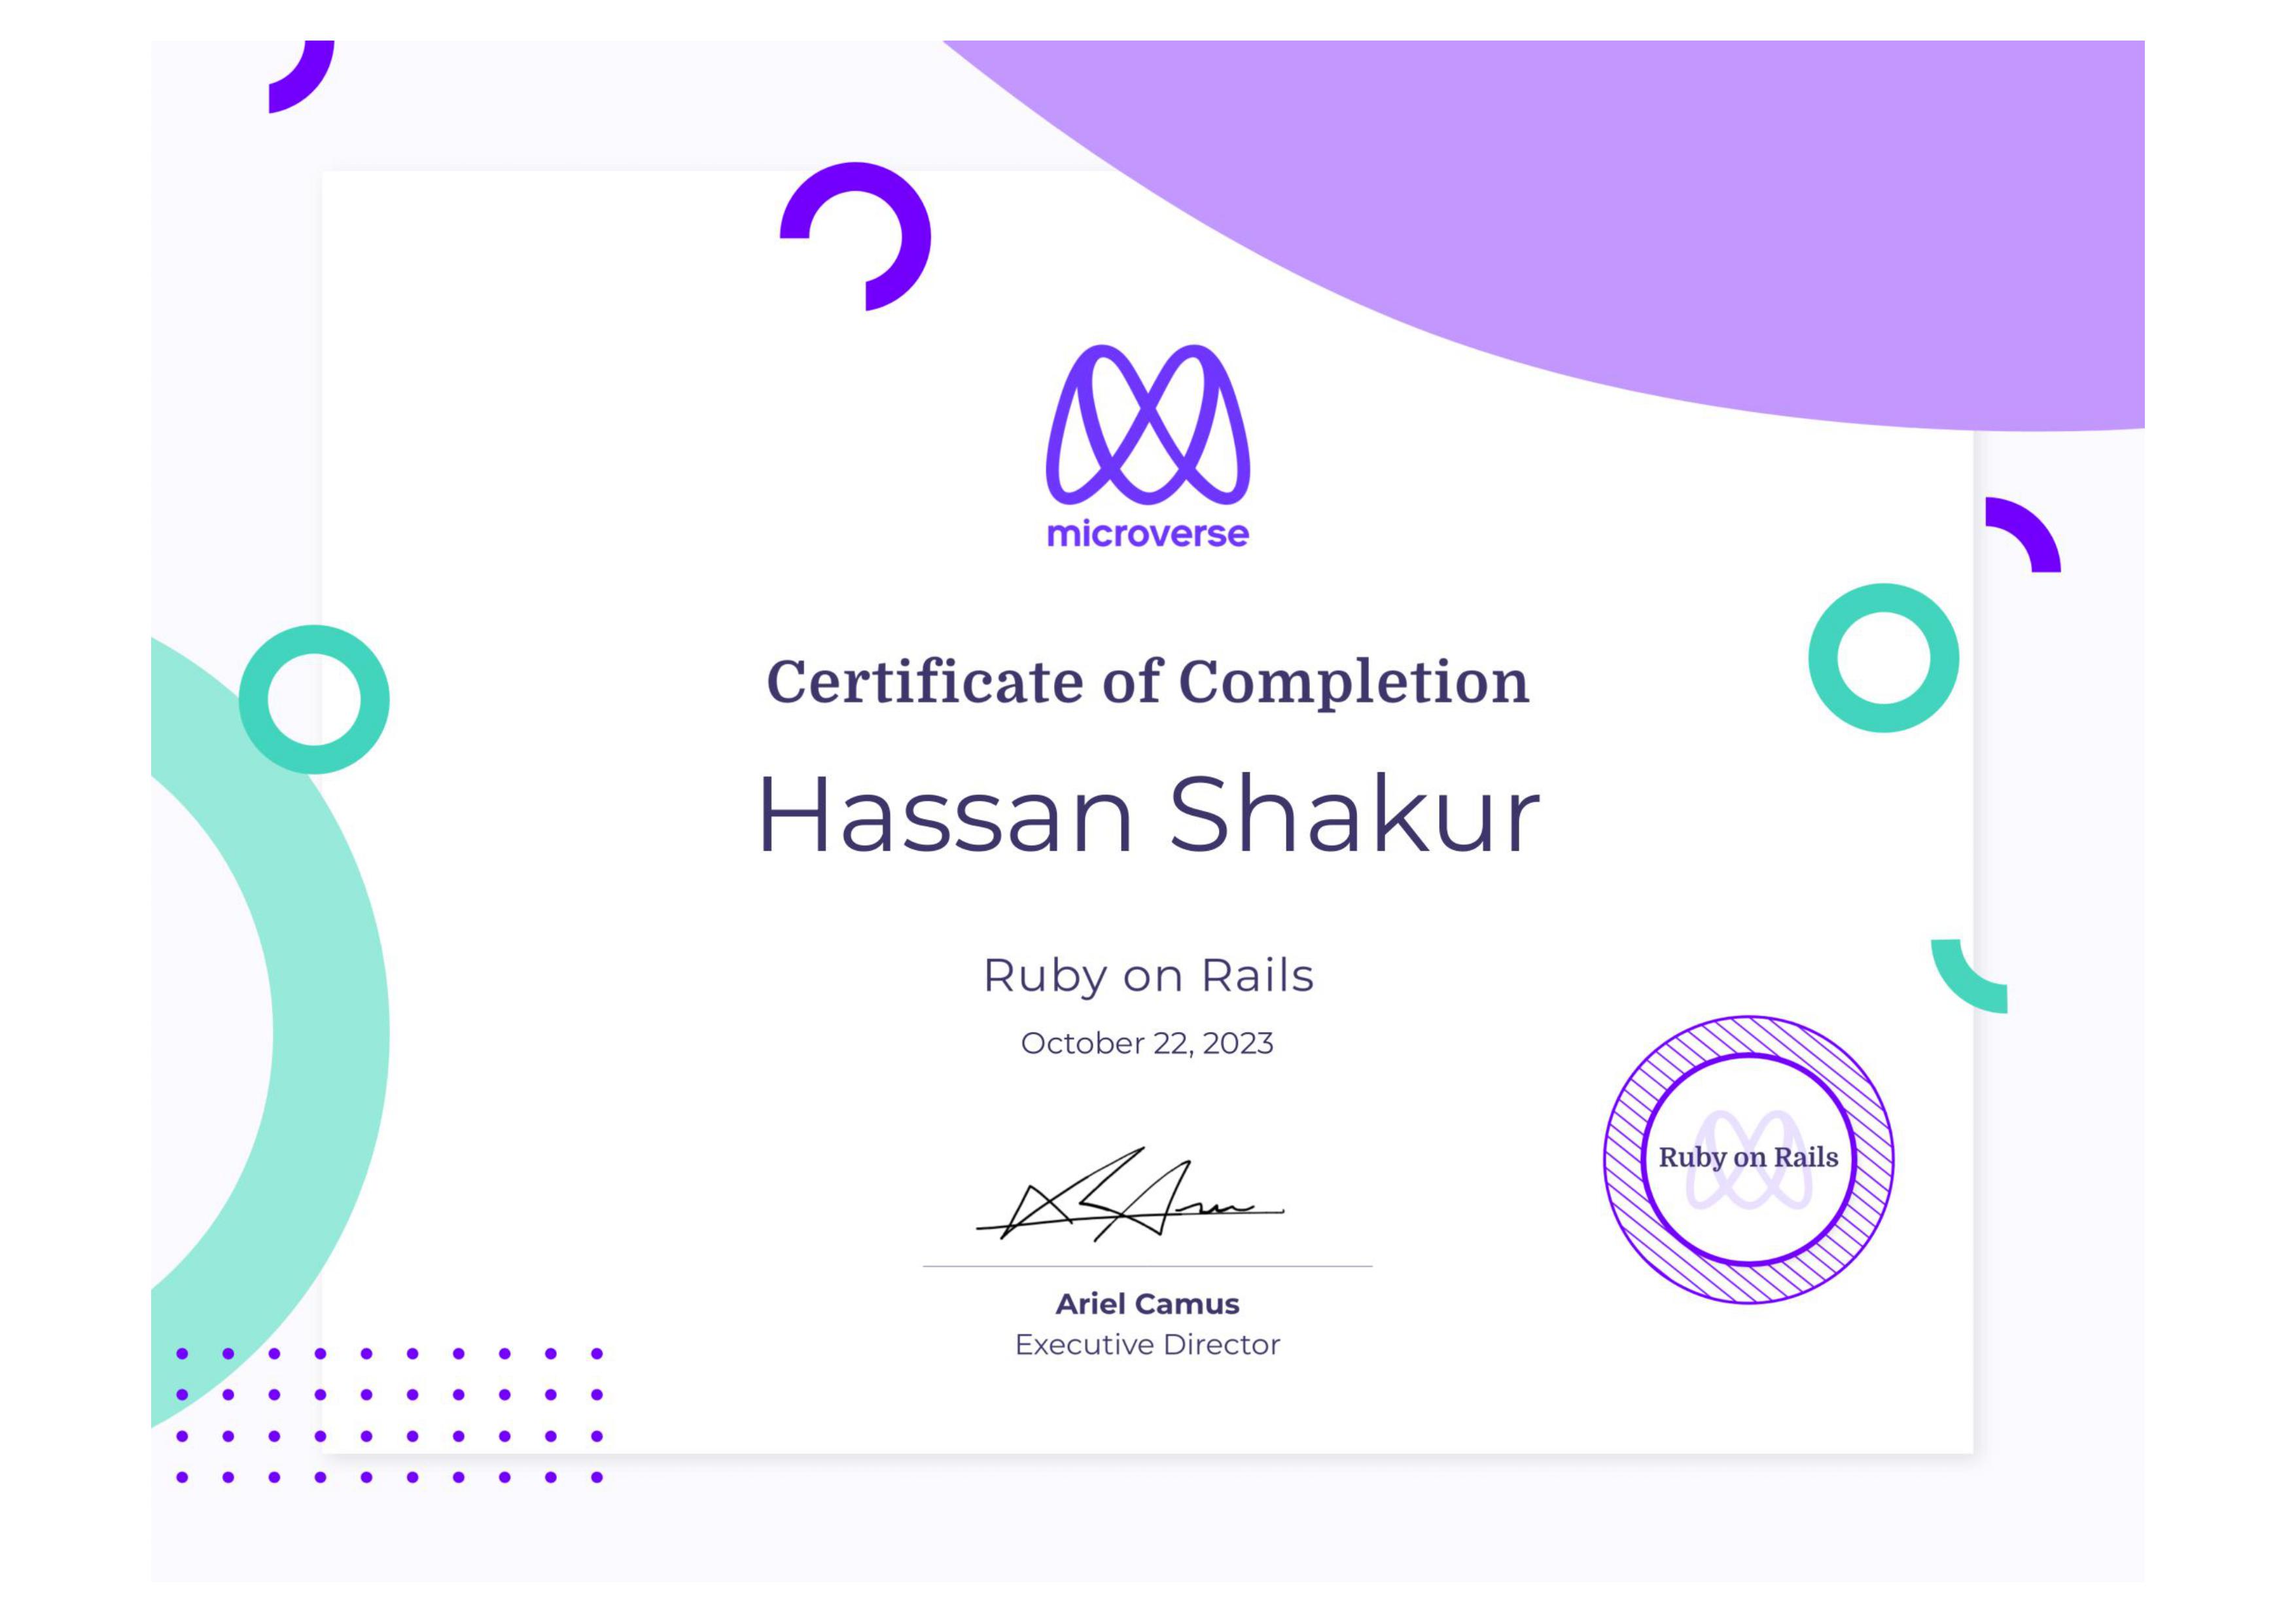 microverse
Certificate of Completion
Hassan Shakur
Ruby on Rails
October 22, 2023
Ariel Camus
Executive Director
Ruby on Rails